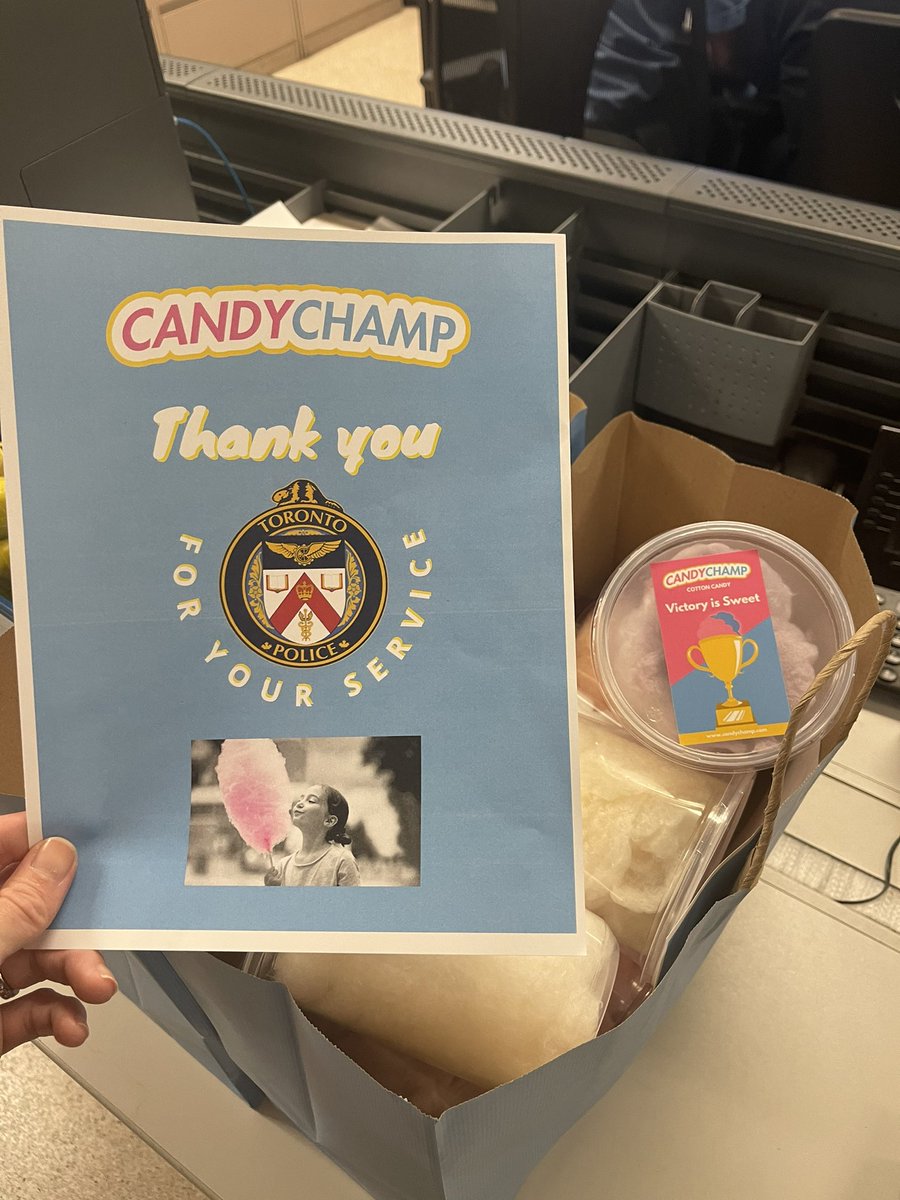 CANDYCHAMP
Thank you
TORONTO
POLICE
FOR YOUR SERVICE
CANDYCHAMP
COTTON CANDY
Victory is Sweet
www.candychamp.com